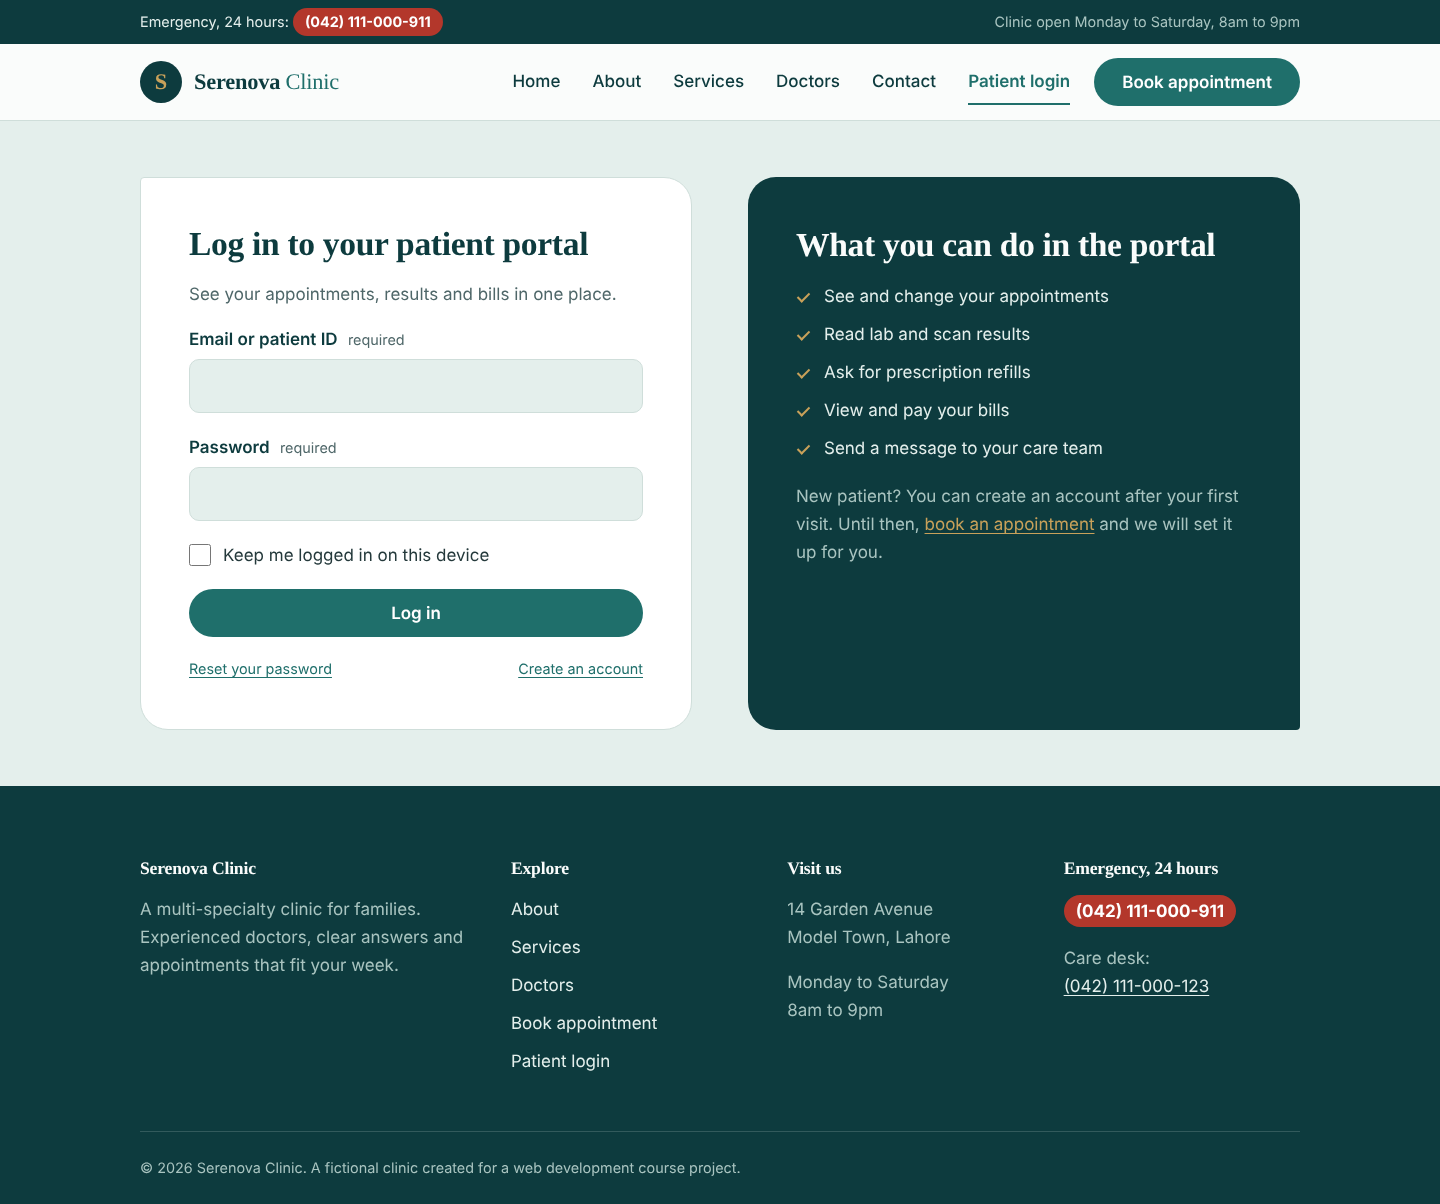 Emergency, 24 hours: (042) 111-000-911
Clinic open Monday to Saturday, 8am to 9pm
S
Serenova Clinic
Home
About
Services
Doctors
Contact
Patient login
Book appointment
Log in to your patient portal
See your appointments, results and bills in one place.
Email or patient ID required
Password required
Keep me logged in on this device
Log in
Reset your password
Create an account
What you can do in the portal
See and change your appointments
Read lab and scan results
Ask for prescription refills
View and pay your bills
Send a message to your care team
New patient? You can create an account after your first
visit. Until then, book an appointment and we will set it
up for you.
Serenova Clinic
A multi-specialty clinic for families.
Experienced doctors, clear answers and
appointments that fit your week.
Explore
About
Services
Doctors
Book appointment
Patient login
Visit us
14 Garden Avenue
Model Town, Lahore
Monday to Saturday
8am to 9pm
Emergency, 24 hours
(042) 111-000-911
Care desk:
(042) 111-000-123
© 2026 Serenova Clinic. A fictional clinic created for a web development course project.